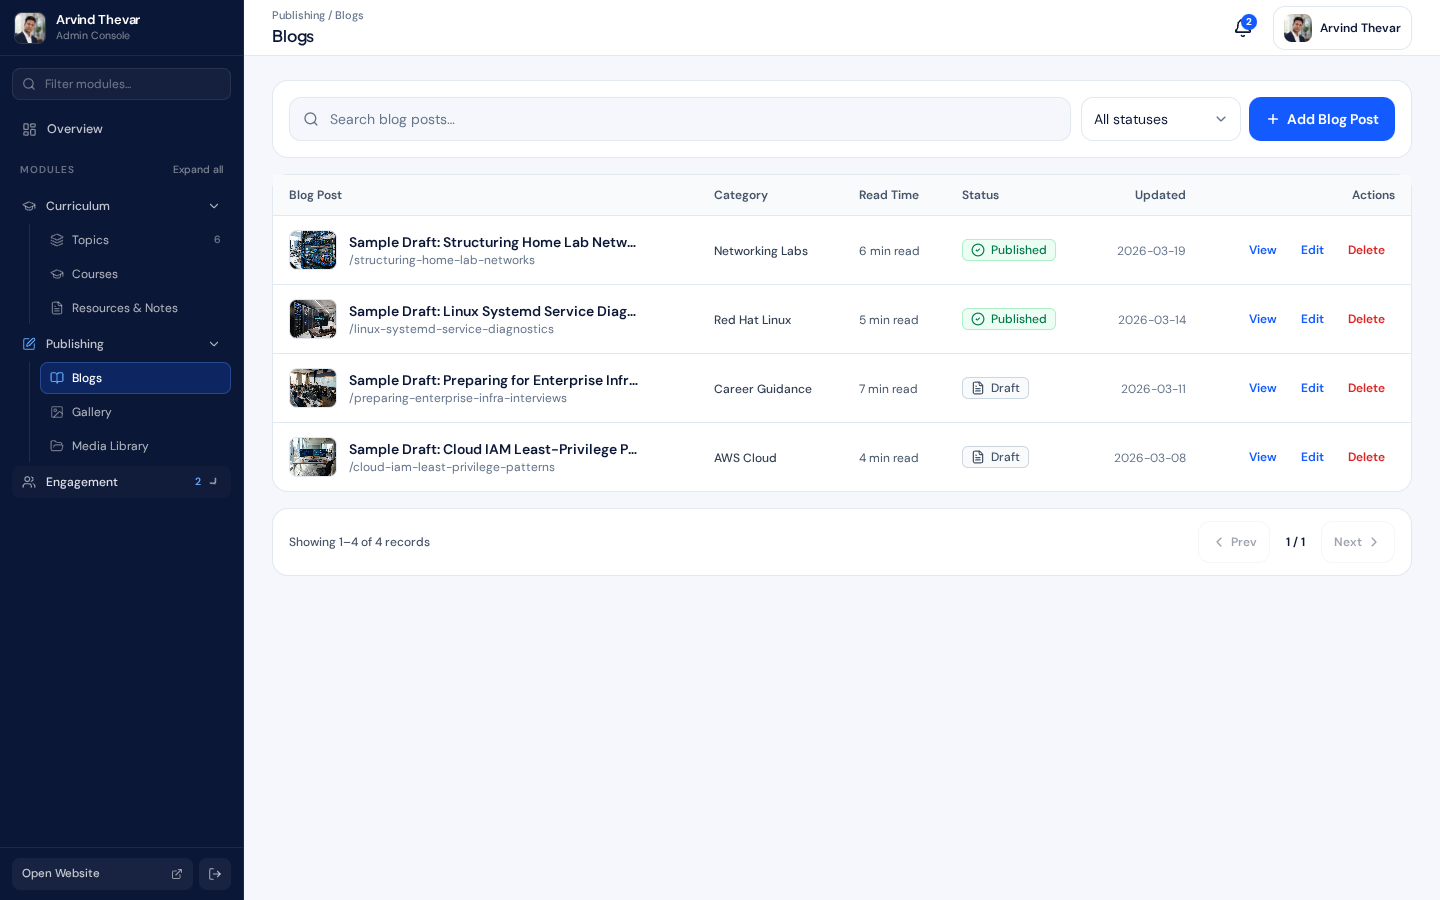 Arvind Thevar
Admin Console
Filter modules...
Overview
MODULES
Expand all
Curriculum
Topics 6
Courses
Resources & Notes
Publishing
Blogs
Gallery
Media Library
Engagement 2
Open Website
Publishing / Blogs
Blogs
2
Arvind Thevar
Search blog posts...
All statuses
+ Add Blog Post
Blog Post Category Read Time Status Updated Actions
Sample Draft: Structuring Home Lab Netw...
/structuring-home-lab-networks
Networking Labs 6 min read Published 2026-03-19 View Edit Delete
Sample Draft: Linux Systemd Service Diag...
/linux-systemd-service-diagnostics
Red Hat Linux 5 min read Published 2026-03-14 View Edit Delete
Sample Draft: Preparing for Enterprise Infr...
/preparing-enterprise-infra-interviews
Career Guidance 7 min read Draft 2026-03-11 View Edit Delete
Sample Draft: Cloud IAM Least-Privilege P...
/cloud-iam-least-privilege-patterns
AWS Cloud 4 min read Draft 2026-03-08 View Edit Delete
Showing 1–4 of 4 records
Prev 1 / 1 Next